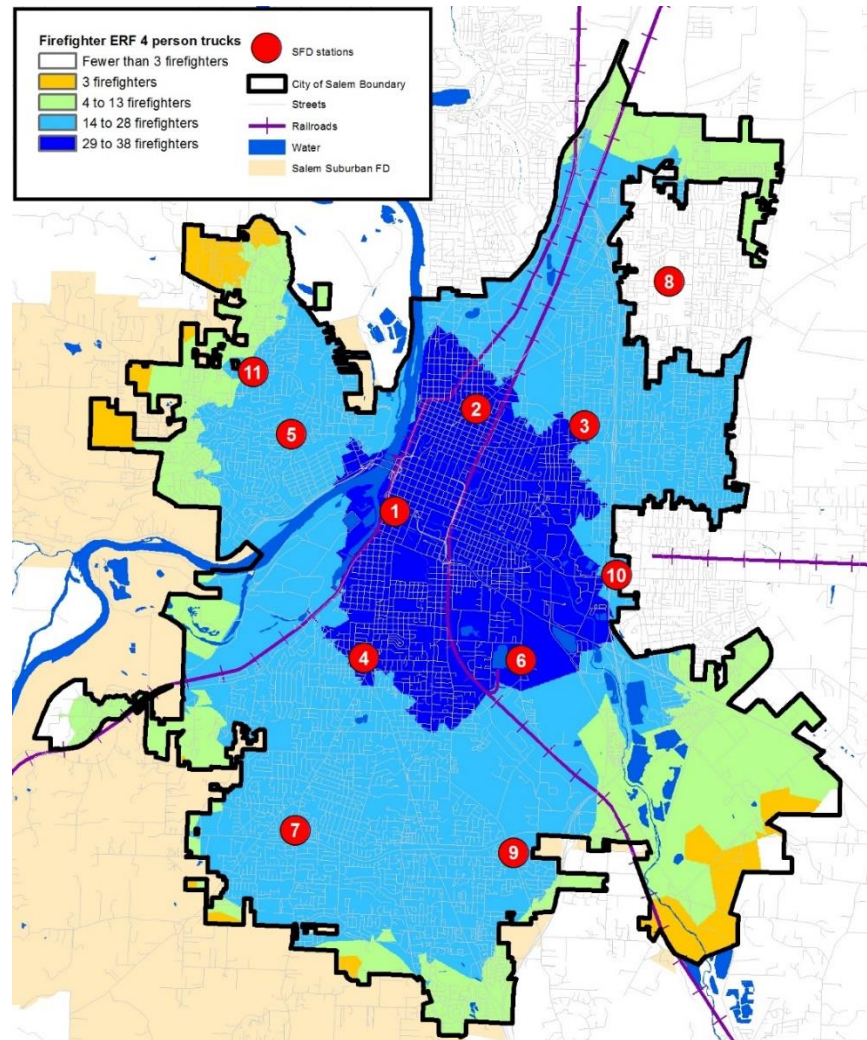 Firefighter ERF 4 person trucks
Fewer than 3 firefighters
3 firefighters
4 to 13 firefighters
14 to 28 firefighters
29 to 38 firefighters
SFD stations
City of Salem Boundary
Streets
Railroads
Water
Salem Suburban FD
8
11
2
5
3
1
10
4
6
7
9